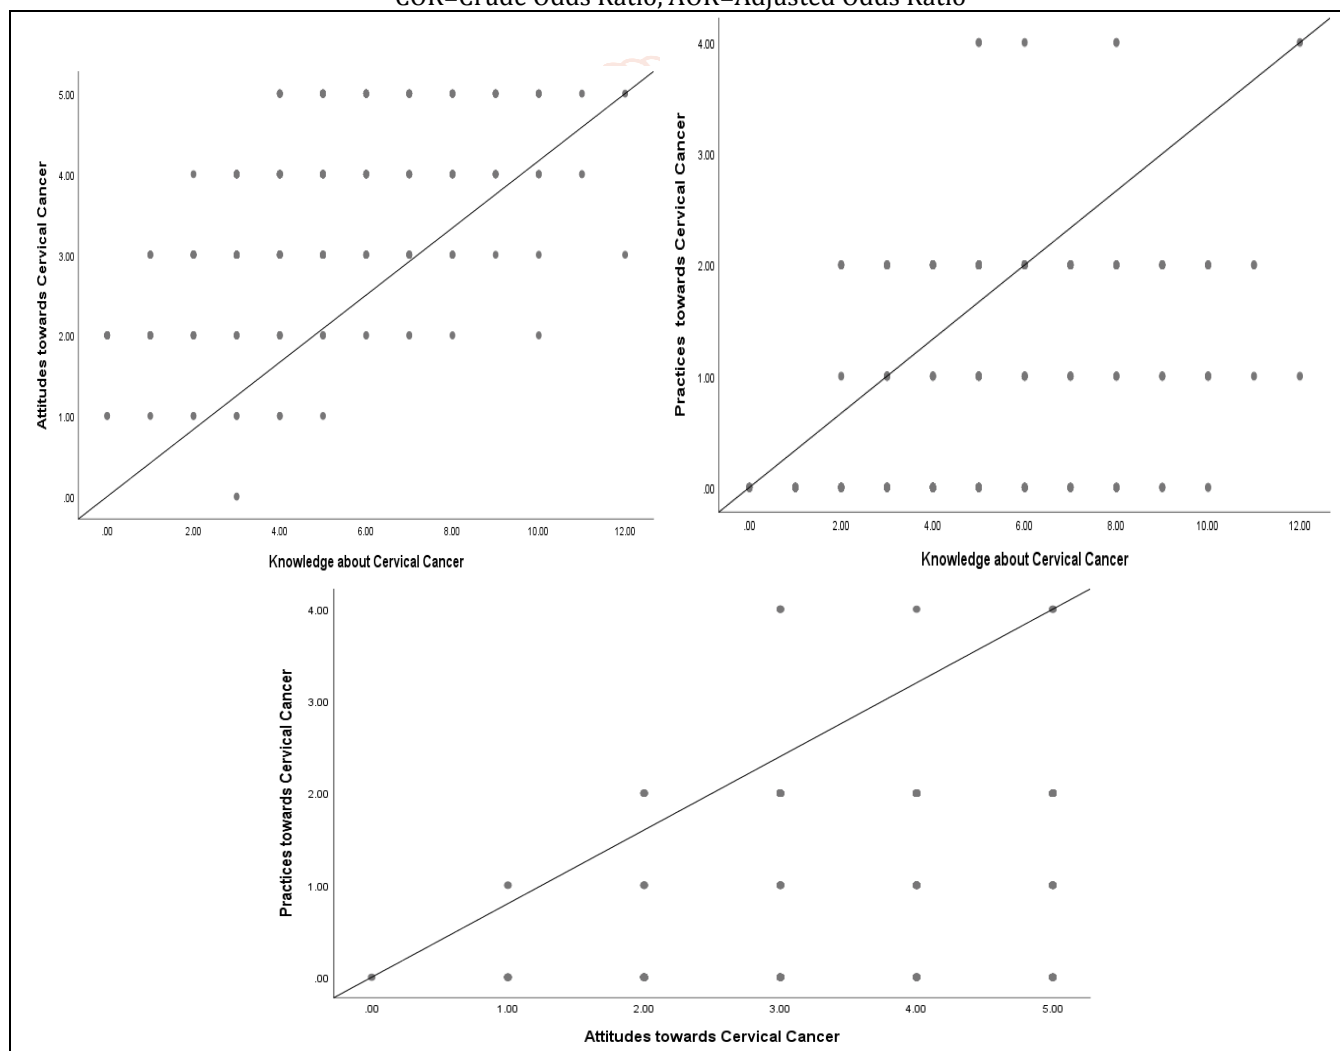 COR=Crude Odds Ratio; AOR=Adjusted Odds Ratio
5.00
4.00
3.00
2.00
1.00
.00
Attitudes towards Cervical Cancer
.00 2.00 4.00 6.00 8.00 10.00 12.00
Knowledge about Cervical Cancer
4.00
3.00
2.00
1.00
.00
Practices towards Cervical Cancer
.00 2.00 4.00 6.00 8.00 10.00 12.00
Knowledge about Cervical Cancer
4.00
3.00
2.00
1.00
.00
Practices towards Cervical Cancer
.00 1.00 2.00 3.00 4.00 5.00
Attitudes towards Cervical Cancer